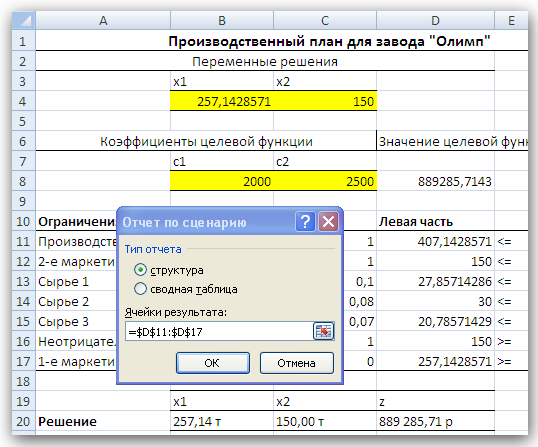 A B C D E
1 Производственный план для завода "Олимп"
2 Переменные решения
3 x1 x2
4 257,1428571 150
5
6 Коэффициенты целевой функции Значение целевой фун
7 c1 c2
8 2000 2500 889285,7143
9
10 Ограничени Левая часть
11 Производств 1 407,1428571 <=
12 2-е маркети 1 150 <=
13 Сырье 1 0,1 27,85714286 <=
14 Сырье 2 0,08 30 <=
15 Сырье 3 0,07 20,78571429 <=
16 Неотрицател 1 150 >=
17 1-е маркети 0 257,1428571 >=
18
19 x1 x2 z
20 Решение 257,14 т 150,00 т 889 285,71 р
Отчет по сценарию
Тип отчета
структура
сводная таблица
Ячейки результата:
=$D$11:$D$17
ОК Отмена